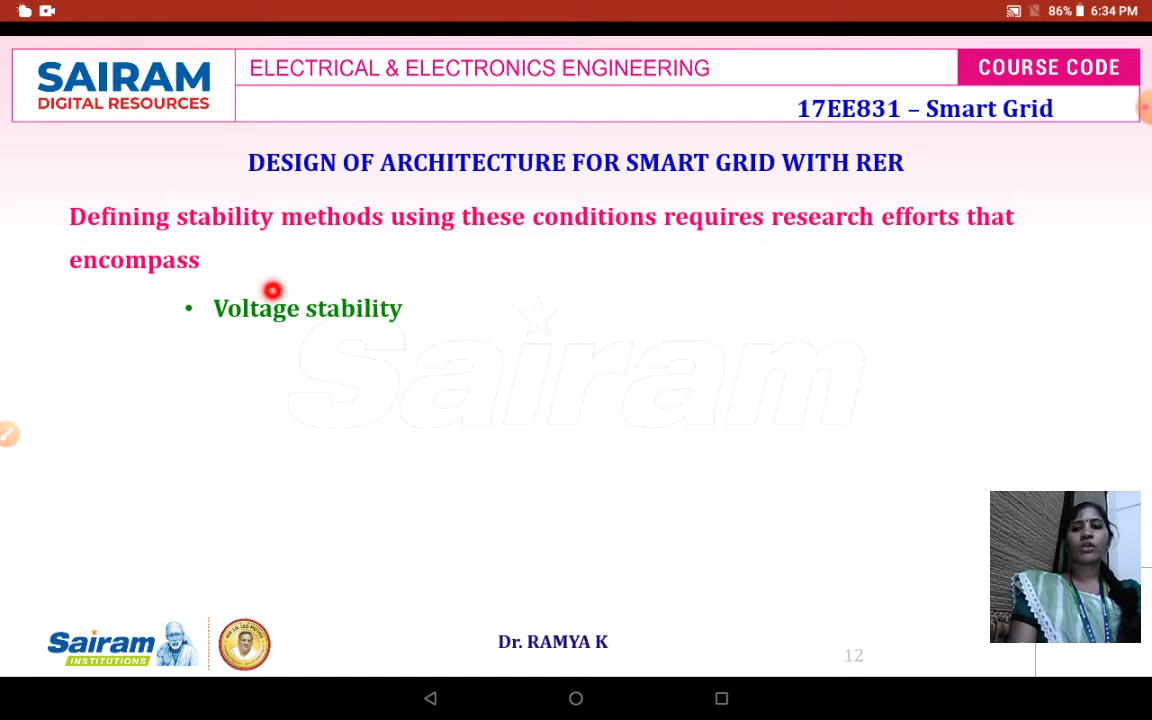 86% 6:34 PM
SAIRAM
DIGITAL RESOURCES
ELECTRICAL & ELECTRONICS ENGINEERING
COURSE CODE
17EE831 – Smart Grid
DESIGN OF ARCHITECTURE FOR SMART GRID WITH RER
Defining stability methods using these conditions requires research efforts that
encompass
• Voltage stability
Sairam
Sairam
INSTITUTIONS
Dr. RAMYA K
12